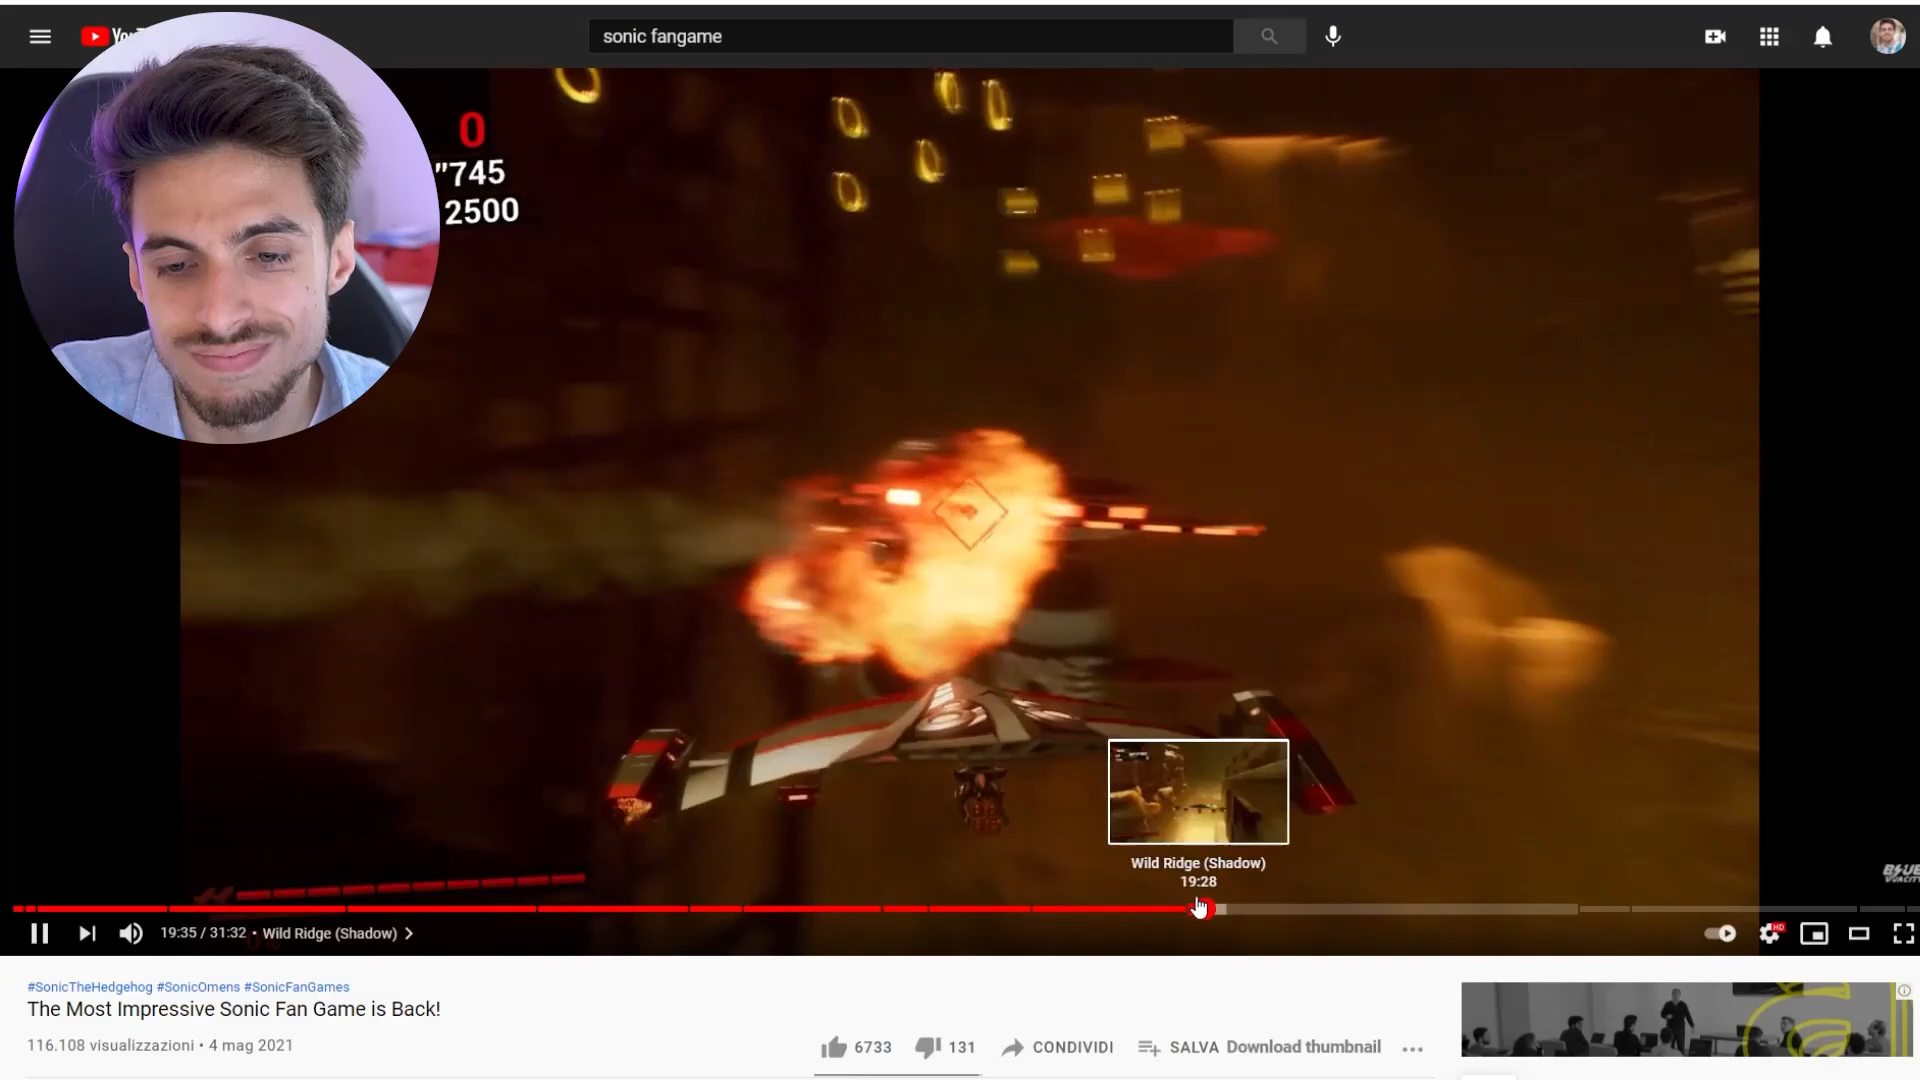 sonic fangame
0
"745
2500
Wild Ridge (Shadow)
19:28
19:35 / 31:32 • Wild Ridge (Shadow)
HD
#SonicTheHedgehog #SonicOmens #SonicFanGames
The Most Impressive Sonic Fan Game is Back!
116.108 visualizzazioni • 4 mag 2021
6733
131
CONDIVIDI
SALVA
Download thumbnail